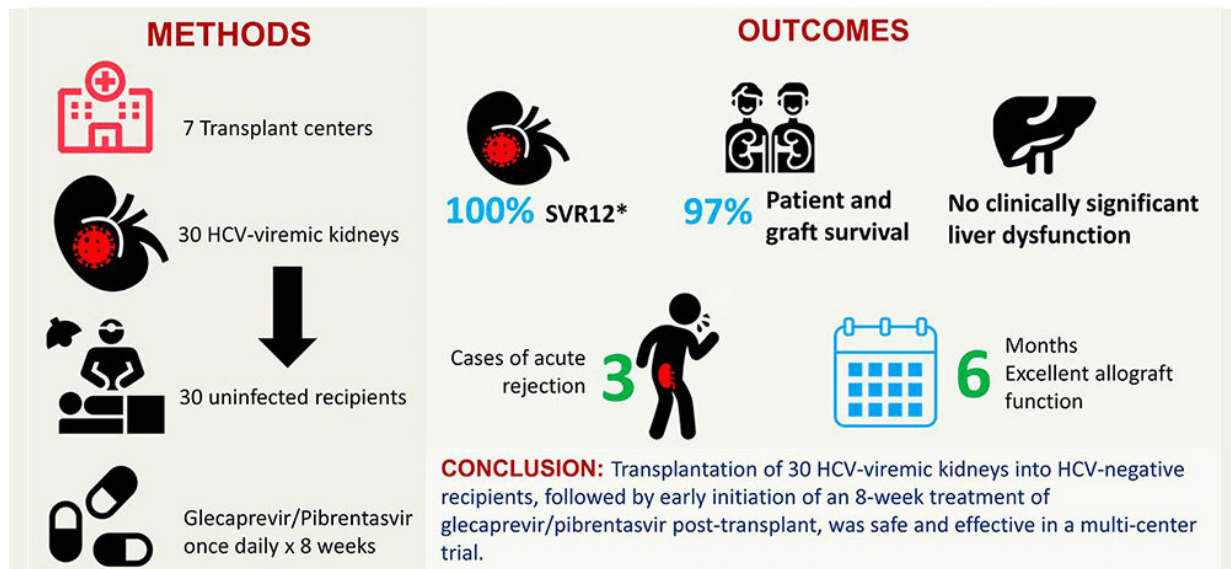 METHODS
7 Transplant centers
30 HCV-viremic kidneys
30 uninfected recipients
Glecaprevir/Pibrentasvir
once daily x 8 weeks
OUTCOMES
100% SVR12*
97% Patient and
graft survival
No clinically significant
liver dysfunction
Cases of acute
rejection 3
6 Months
Excellent allograft
function
CONCLUSION: Transplantation of 30 HCV-viremic kidneys into HCV-negative
recipients, followed by early initiation of an 8-week treatment of
glecaprevir/pibrentasvir post-transplant, was safe and effective in a multi-center
trial.